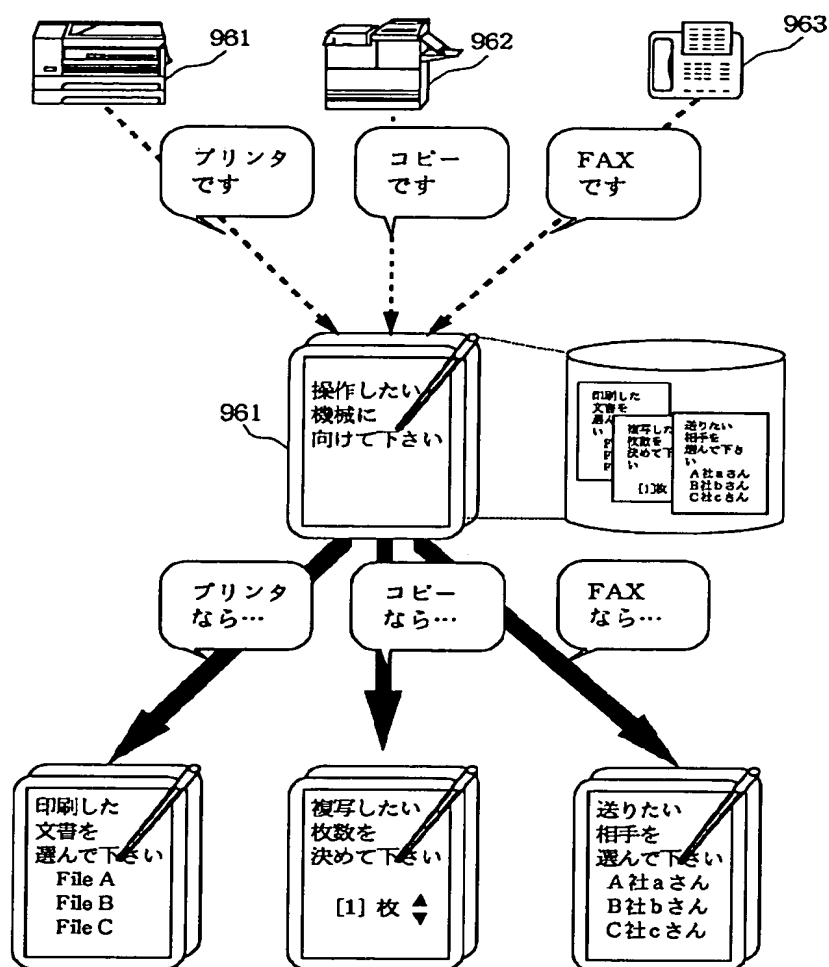 961
962
963
プリンタ
です
コピー
です
FAX
です
操作したい
機械に
向けて下さい
961
印刷した
文書を
選ん
い
複写した
枚数を
決めて下
い
[1]枚
送りたい
相手を
選んで下さ
い
A社aさん
B社bさん
C社cさん
プリンタ
なら…
コピー
なら…
FAX
なら…
印刷した
文書を
選んで下さい
File A
File B
File C
複写したい
枚数を
決めて下さい
[1] 枚
送りたい
相手を
選んで下さい
A社aさん
B社bさん
C社cさん